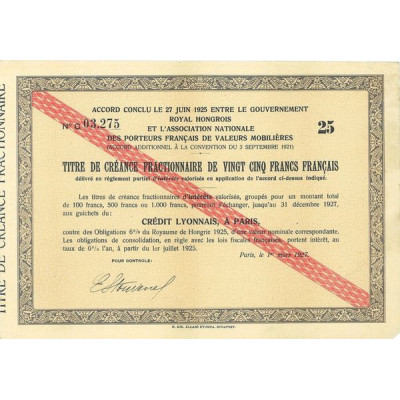 TITRE DE CRÉANCE FRACTIONNAIRE
ACCORD CONCLU LE 27 JUIN 1925 ENTRE LE GOUVERNEMENT
ROYAL HONGROIS
ET L'ASSOCIATION NATIONALE
DES PORTEURS FRANÇAIS DE VALEURS MOBILIÈRES
(ACCORD ADDITIONNEL À LA CONVENTION DU 3 SEPTEMBRE 1921)
No G 03,275
25
TITRE DE CRÉANCE FRACTIONNAIRE DE VINGT CINQ FRANCS FRANÇAIS
délivré en règlement partiel d'intérêts valorisés en application de l'accord ci-dessus indiqué.
Les titres de créance fractionnaires d'intérêts valorisés, groupés pour un montant total
de 100 francs, 500 francs ou 1.000 francs, pourront s'échanger, jusqu'au 31 décembre 1927,
aux guichets du:
CRÉDIT LYONNAIS, À PARIS,
contre des Obligations 6% du Royaume de Hongrie 1925, d'une valeur nominale correspondante.
Les obligations de consolidation, en règle avec les lois fiscales françaises, portent intérêt, au
taux de 6% l'an, à partir du 1er juillet 1925.
Paris, le 1er mars 1927.
POUR CONTROLE: